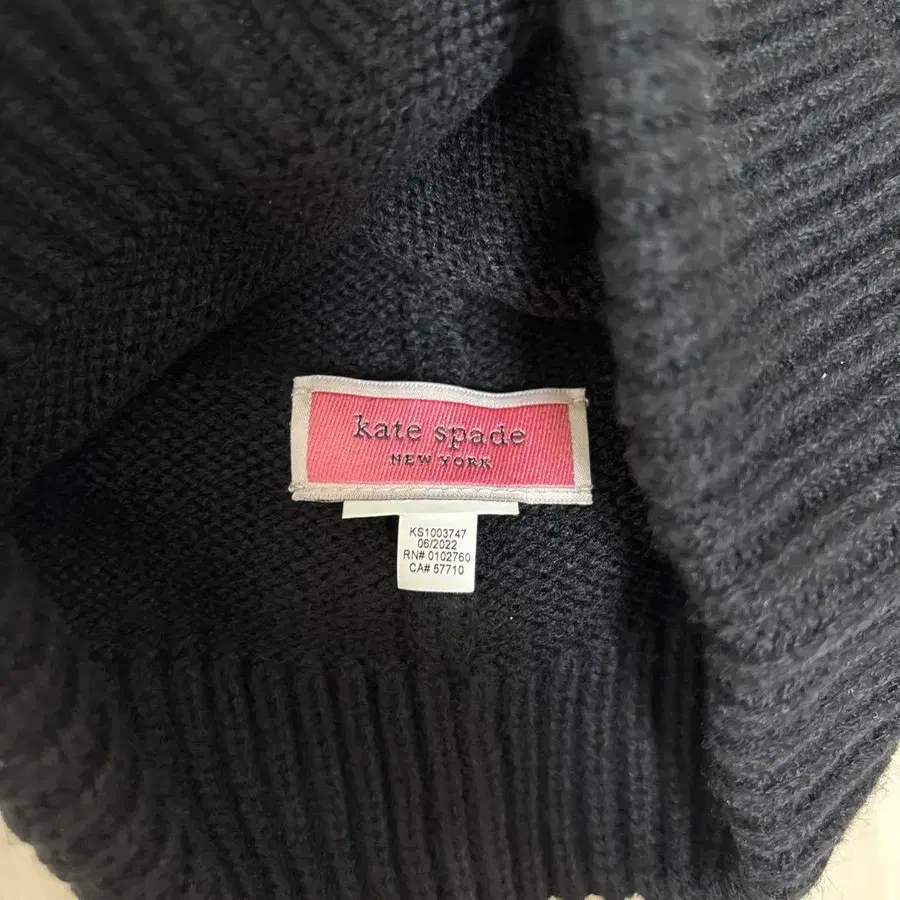 kate spade
NEW YORK
KS1003747
06/2022
RN# 0102760
CA# 57710